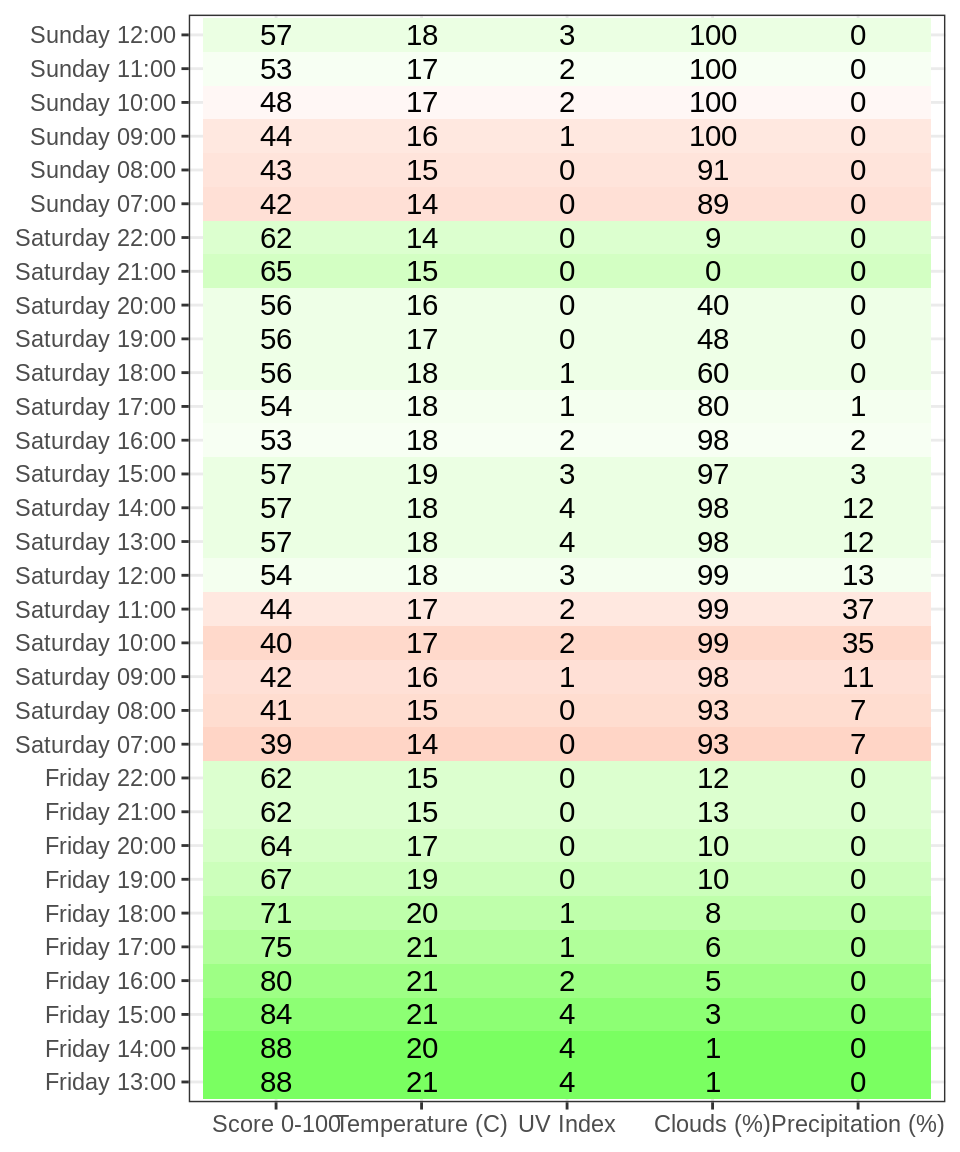 Sunday 12:00 57 18 3 100 0
Sunday 11:00 53 17 2 100 0
Sunday 10:00 48 17 2 100 0
Sunday 09:00 44 16 1 100 0
Sunday 08:00 43 15 0 91 0
Sunday 07:00 42 14 0 89 0
Saturday 22:00 62 14 0 9 0
Saturday 21:00 65 15 0 0 0
Saturday 20:00 56 16 0 40 0
Saturday 19:00 56 17 0 48 0
Saturday 18:00 56 18 1 60 0
Saturday 17:00 54 18 1 80 1
Saturday 16:00 53 18 2 98 2
Saturday 15:00 57 19 3 97 3
Saturday 14:00 57 18 4 98 12
Saturday 13:00 57 18 4 98 12
Saturday 12:00 54 18 3 99 13
Saturday 11:00 44 17 2 99 37
Saturday 10:00 40 17 2 99 35
Saturday 09:00 42 16 1 98 11
Saturday 08:00 41 15 0 93 7
Saturday 07:00 39 14 0 93 7
Friday 22:00 62 15 0 12 0
Friday 21:00 62 15 0 13 0
Friday 20:00 64 17 0 10 0
Friday 19:00 67 19 0 10 0
Friday 18:00 71 20 1 8 0
Friday 17:00 75 21 1 6 0
Friday 16:00 80 21 2 5 0
Friday 15:00 84 21 4 3 0
Friday 14:00 88 20 4 1 0
Friday 13:00 88 21 4 1 0
Score 0-100 Temperature (C) UV Index Clouds (%) Precipitation (%)